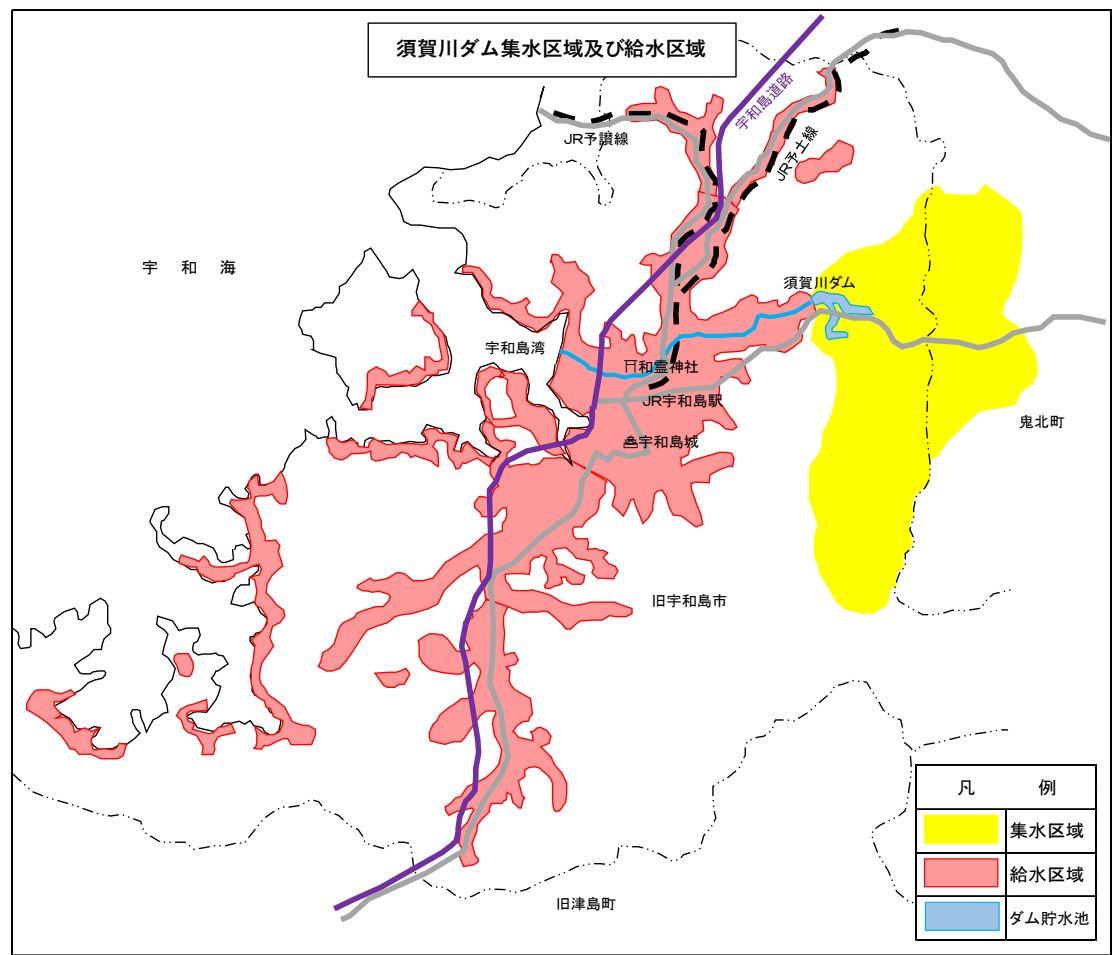 須賀川ダム集水区域及び給水区域
宇和島道路
JR予讃線
JR予土線
宇 和 海
須賀川ダム
宇和島湾
和霊神社
JR宇和島駅
鬼北町
宇和島城
旧宇和島市
旧津島町
凡 例
集水区域
給水区域
ダム貯水池